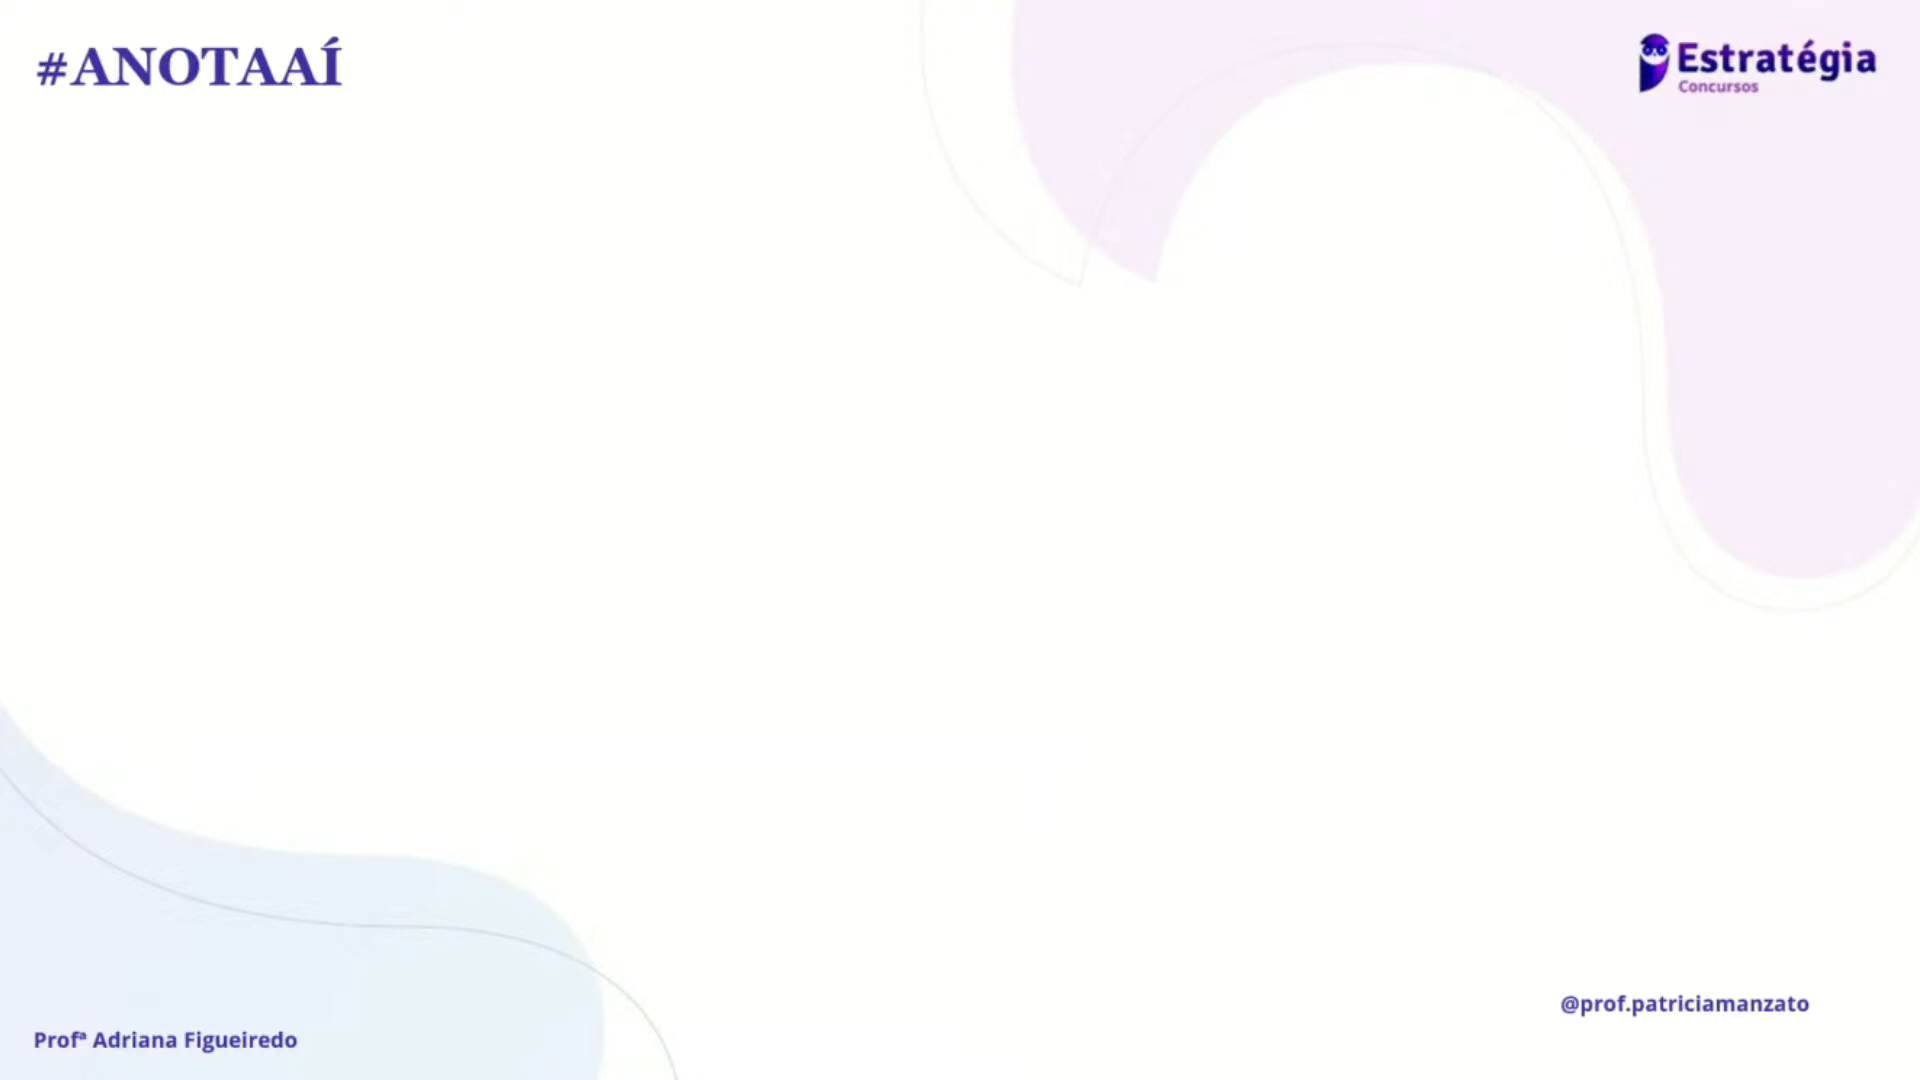 #ANOTAAÍ
Estratégia
Concursos
@prof.patriciamanzato
Profª Adriana Figueiredo